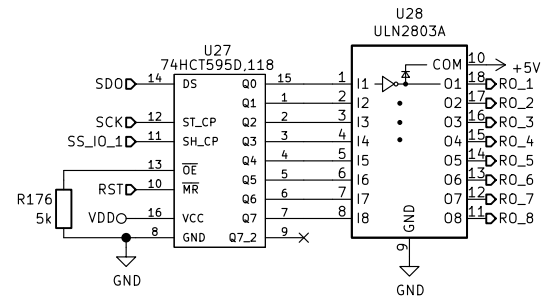 U28
ULN2803A
U27
74HCT595D,118
COM 10 +5V
SDO 14 DS Q0 15 1 I1 O1 18 RO_1
Q1 1 2 I2 O2 17 RO_2
SCK 12 ST_CP Q2 2 3 I3 O3 16 RO_3
SS_IO_1 11 SH_CP Q3 3 4 I4 O4 15 RO_4
Q4 4 5 I5 O5 14 RO_5
13 OE Q5 5 6 I6 O6 13 RO_6
RST 10 MR Q6 6 7 I7 O7 12 RO_7
R176
5k
VDD 16 VCC Q7 7 8 I8 O8 11 RO_8
8 GND Q7_2 9
GND
9
GND
GND